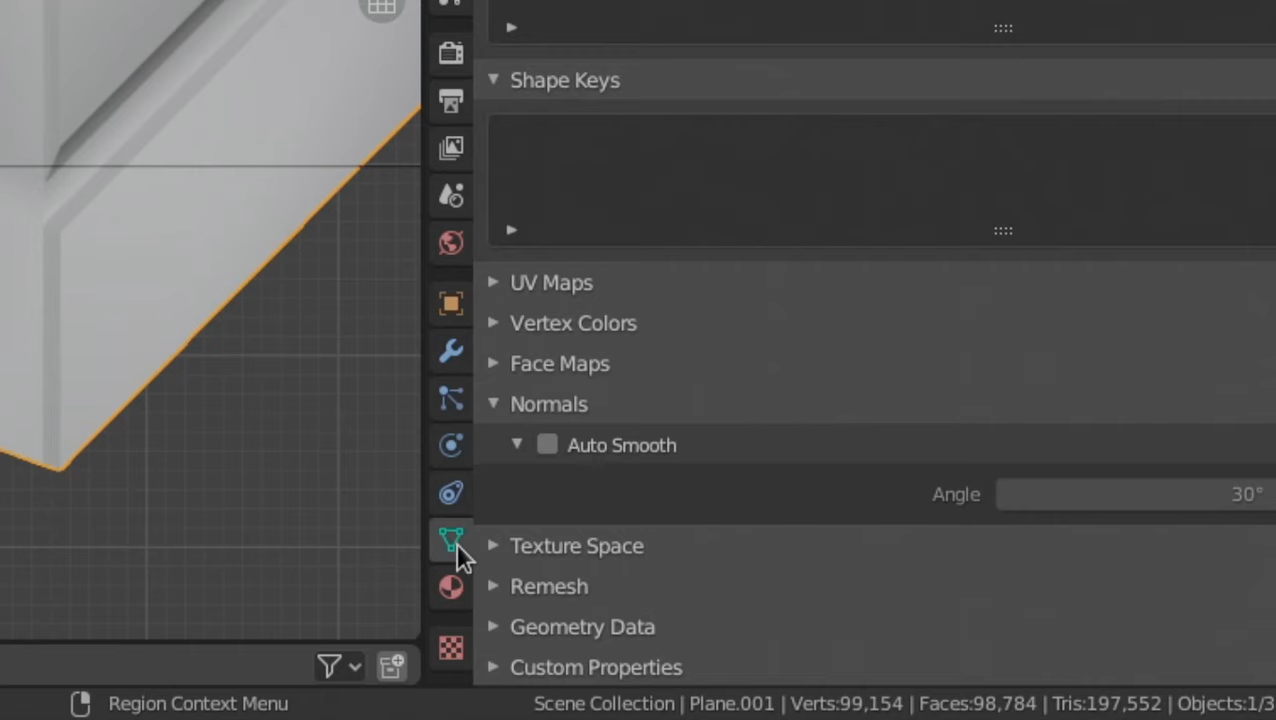 Shape Keys
UV Maps
Vertex Colors
Face Maps
Normals
Auto Smooth
Angle 30°
Texture Space
Remesh
Geometry Data
Custom Properties
Region Context Menu
Scene Collection | Plane.001 | Verts:99,154 | Faces:98,784 | Tris:197,552 | Objects:1/3